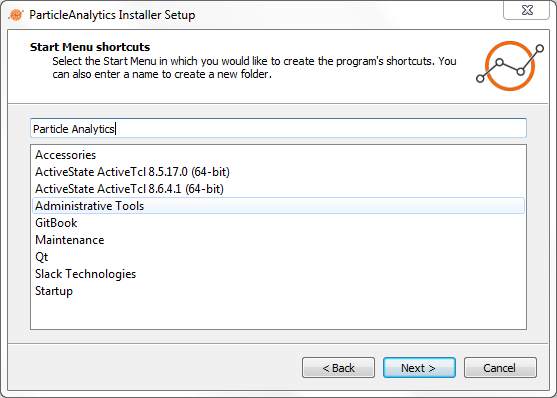 ParticleAnalytics Installer Setup
Start Menu shortcuts
Select the Start Menu in which you would like to create the program's shortcuts. You
can also enter a name to create a new folder.
Particle Analytics
Accessories
ActiveState ActiveTcl 8.5.17.0 (64-bit)
ActiveState ActiveTcl 8.6.4.1 (64-bit)
Administrative Tools
GitBook
Maintenance
Qt
Slack Technologies
Startup
< Back Next > Cancel